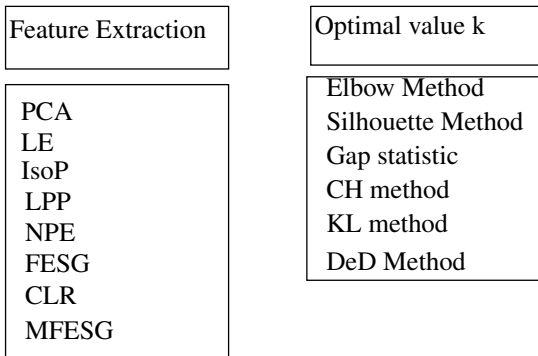 Feature Extraction
PCA
LE
IsoP
LPP
NPE
FESG
CLR
MFESG
Optimal value k
Elbow Method
Silhouette Method
Gap statistic
CH method
KL method
DeD Method